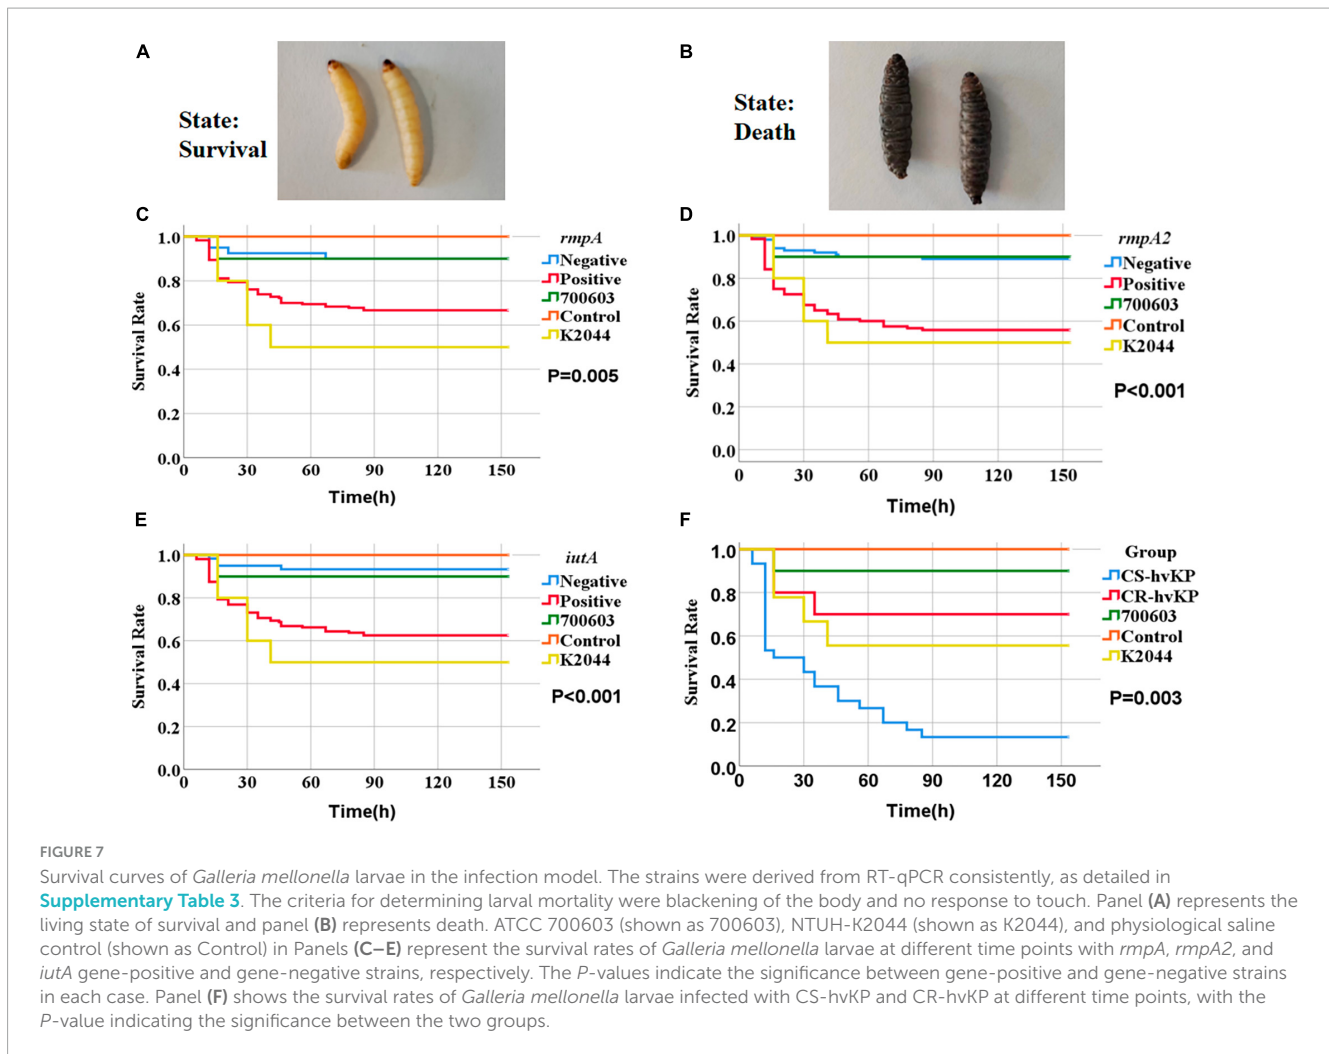 A
State:
Survival
B
State:
Death
C
1.0
0.8
0.6
0.4
0.2
0.0
Survival Rate
0 30 60 90 120 150
Time(h)
rmpA
Negative
Positive
700603
Control
K2044
P=0.005
D
1.0
0.8
0.6
0.4
0.2
0.0
Survival Rate
0 30 60 90 120 150
Time(h)
rmpA2
Negative
Positive
700603
Control
K2044
P<0.001
E
1.0
0.8
0.6
0.4
0.2
0.0
Survival Rate
0 30 60 90 120 150
Time(h)
iutA
Negative
Positive
700603
Control
K2044
P<0.001
F
1.0
0.8
0.6
0.4
0.2
0.0
Survival Rate
0 30 60 90 120 150
Time(h)
Group
CS-hvKP
CR-hvKP
700603
Control
K2044
P=0.003
FIGURE 7
Survival curves of Galleria mellonella larvae in the infection model. The strains were derived from RT-qPCR consistently, as detailed in
Supplementary Table 3. The criteria for determining larval mortality were blackening of the body and no response to touch. Panel (A) represents the
living state of survival and panel (B) represents death. ATCC 700603 (shown as 700603), NTUH-K2044 (shown as K2044), and physiological saline
control (shown as Control) in Panels (C–E) represent the survival rates of Galleria mellonella larvae at different time points with rmpA, rmpA2, and
iutA gene-positive and gene-negative strains, respectively. The P-values indicate the significance between gene-positive and gene-negative strains
in each case. Panel (F) shows the survival rates of Galleria mellonella larvae infected with CS-hvKP and CR-hvKP at different time points, with the
P-value indicating the significance between the two groups.